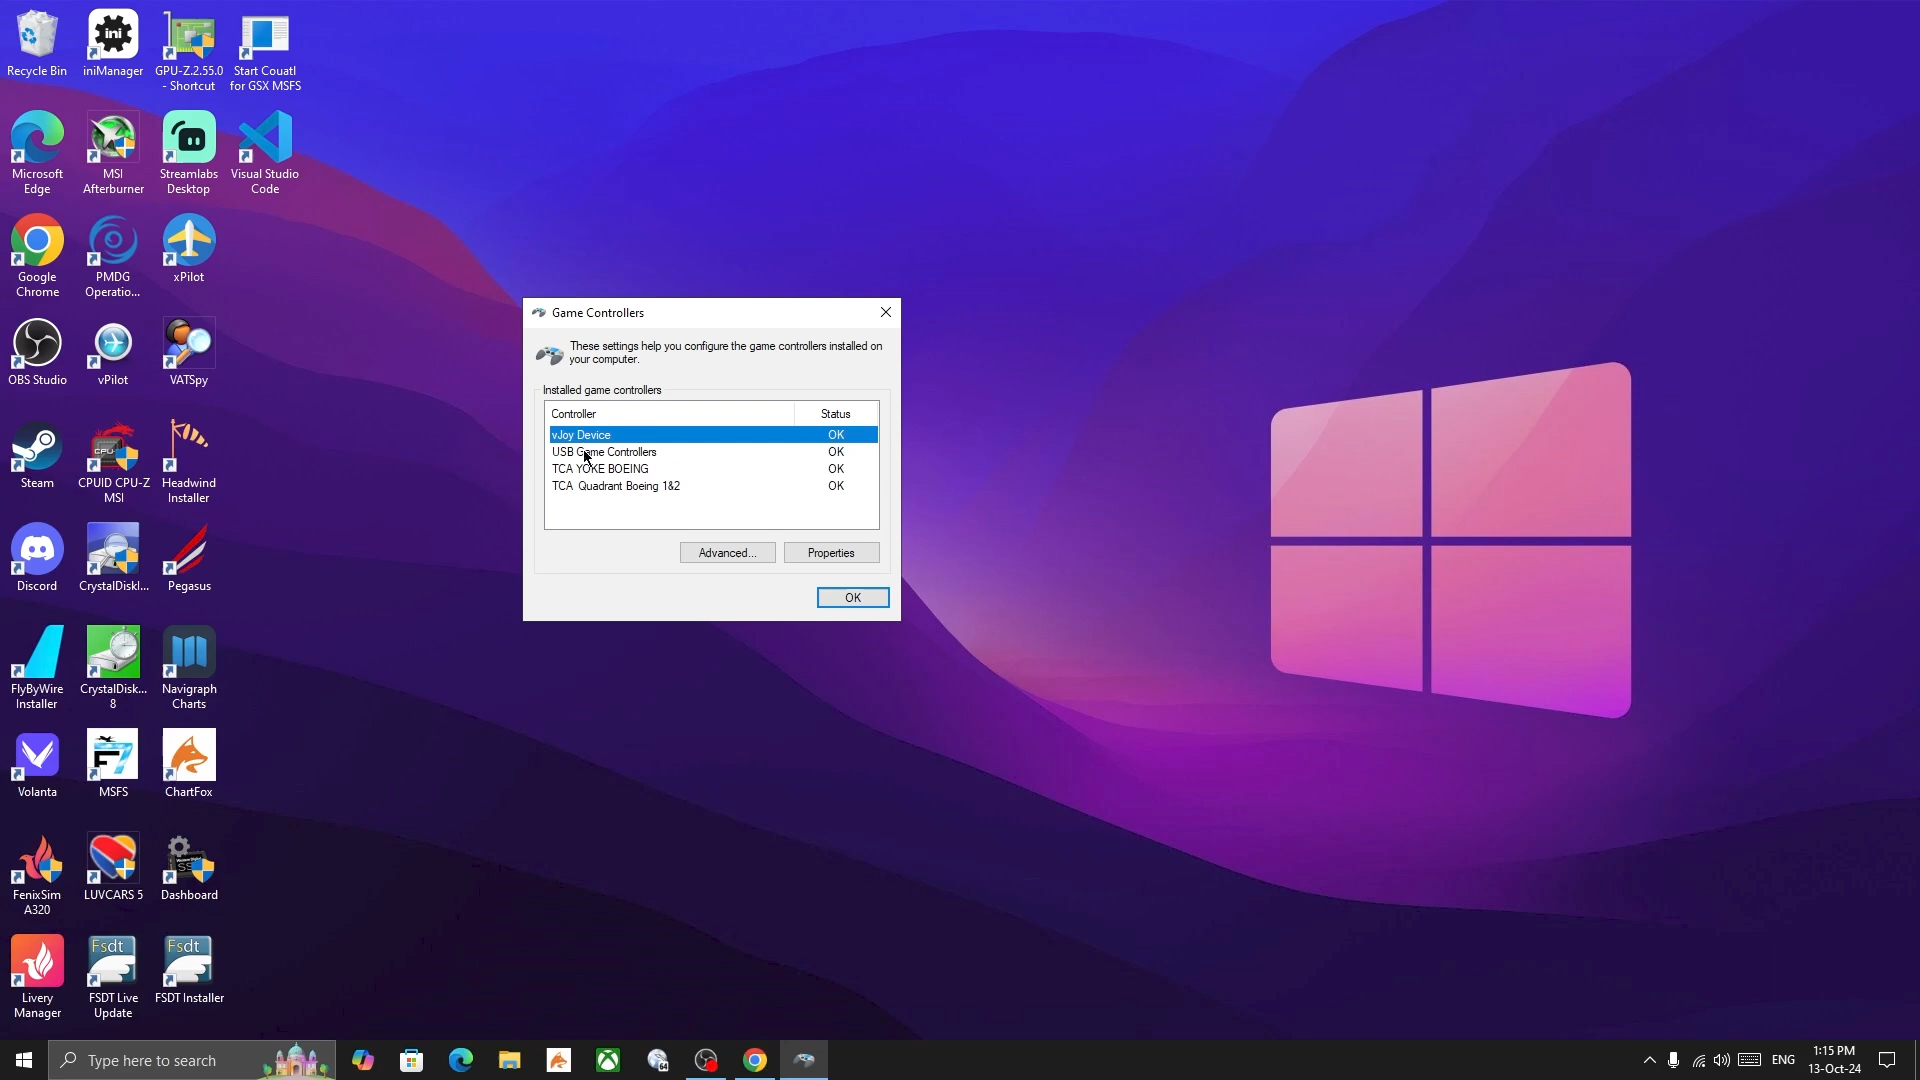 Recycle Bin
iniManager
GPU-Z.2.55.0
- Shortcut
Start Couatl
for GSX MSFS
ini
Microsoft
Edge
MSI
Afterburner
Streamlabs
Desktop
Visual Studio
Code
Google
Chrome
PMDG
Operatio...
xPilot
OBS Studio
vPilot
VATSpy
Steam
CPUID CPU-Z
MSI
Headwind
Installer
Discord
CrystalDiskI...
Pegasus
FlyByWire
Installer
CrystalDisk...
8
Navigraph
Charts
Volanta
MSFS
ChartFox
FenixSim
A320
LUVCARS 5
Dashboard
Livery
Manager
Fsdt
FSDT Live
Update
Fsdt
FSDT Installer
Game Controllers
These settings help you configure the game controllers installed on
your computer.
Installed game controllers
Controller Status
vJoy Device OK
USB Game Controllers OK
TCA YOKE BOEING OK
TCA Quadrant Boeing 1&2 OK
Advanced... Properties
OK
Type here to search
64
ENG
1:15 PM
13-Oct-24